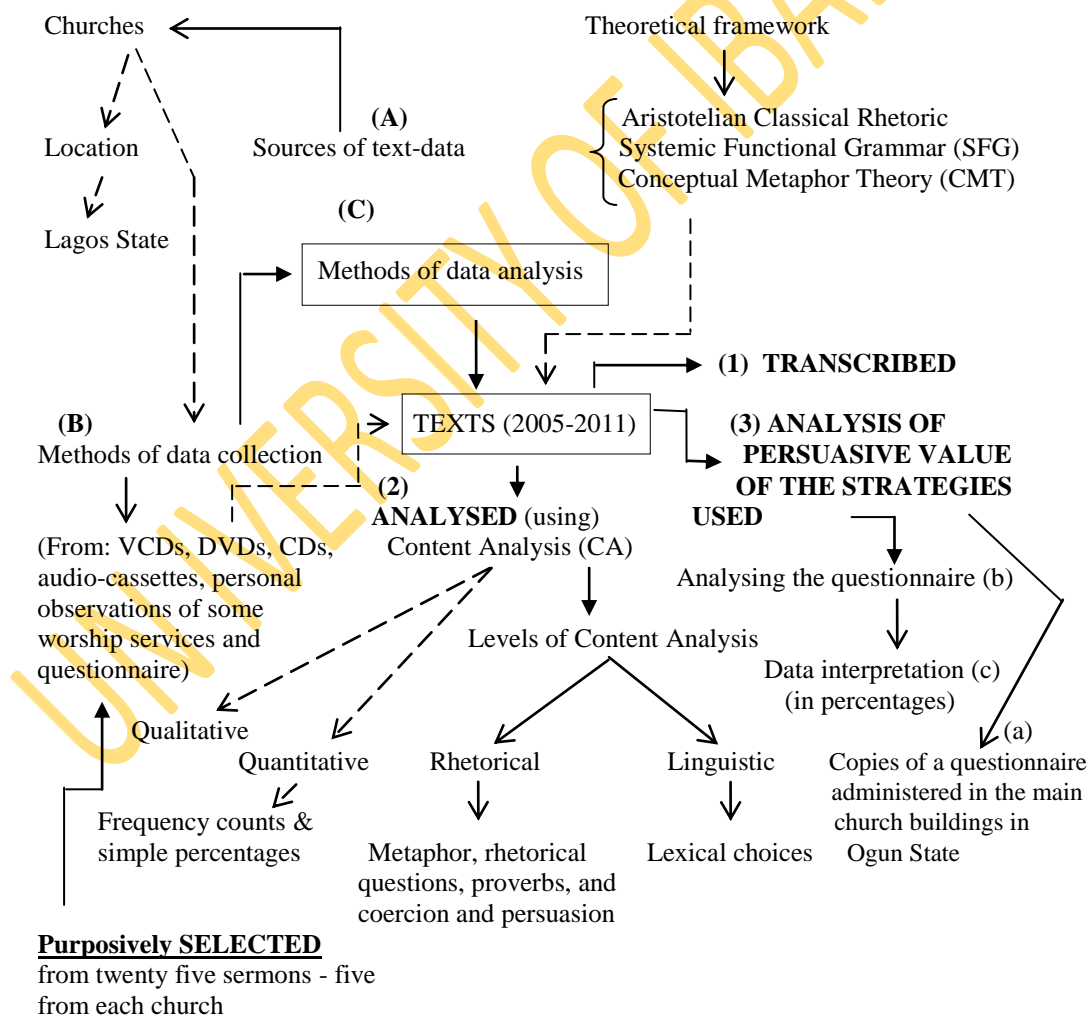 Churches
Theoretical framework
(A)
Location
Sources of text-data
Aristotelian Classical Rhetoric
Systemic Functional Grammar (SFG)
Conceptual Metaphor Theory (CMT)
Lagos State
(C)
Methods of data analysis
(1) TRANSCRIBED
TEXTS (2005-2011)
(B)
Methods of data collection
(3) ANALYSIS OF
PERSUASIVE VALUE
OF THE STRATEGIES
USED
(2)
ANALYSED (using)
Content Analysis (CA)
(From: VCDs, DVDs, CDs,
audio-cassettes, personal
observations of some
worship services and
questionnaire)
Analysing the questionnaire (b)
Levels of Content Analysis
Data interpretation (c)
(in percentages)
Qualitative
Quantitative
Rhetorical
Linguistic
(a)
Copies of a questionnaire
administered in the main
church buildings in
Ogun State
Frequency counts &
simple percentages
Metaphor, rhetorical
questions, proverbs, and
coercion and persuasion
Lexical choices
Purposively SELECTED
from twenty five sermons - five
from each church
UNIVERSITY OF IBA